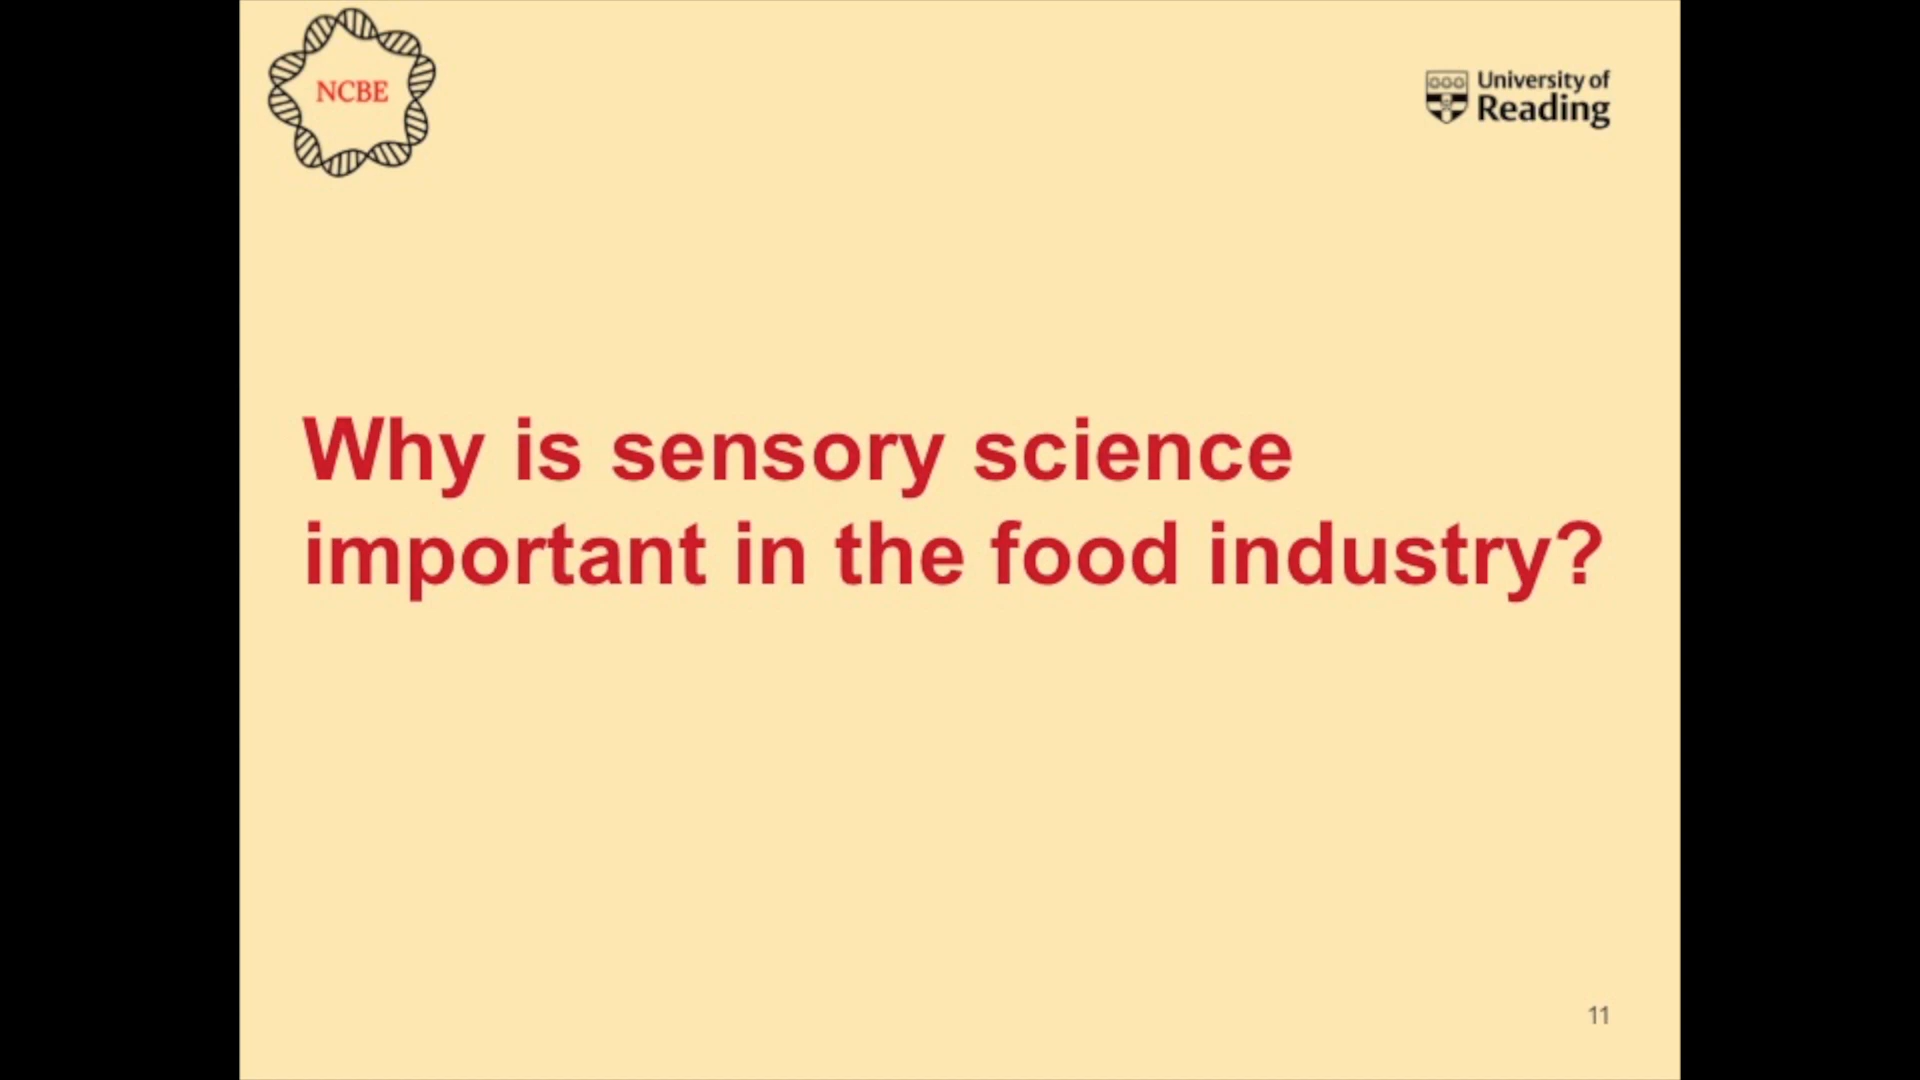 NCBE
University of
Reading
Why is sensory science
important in the food industry?
11